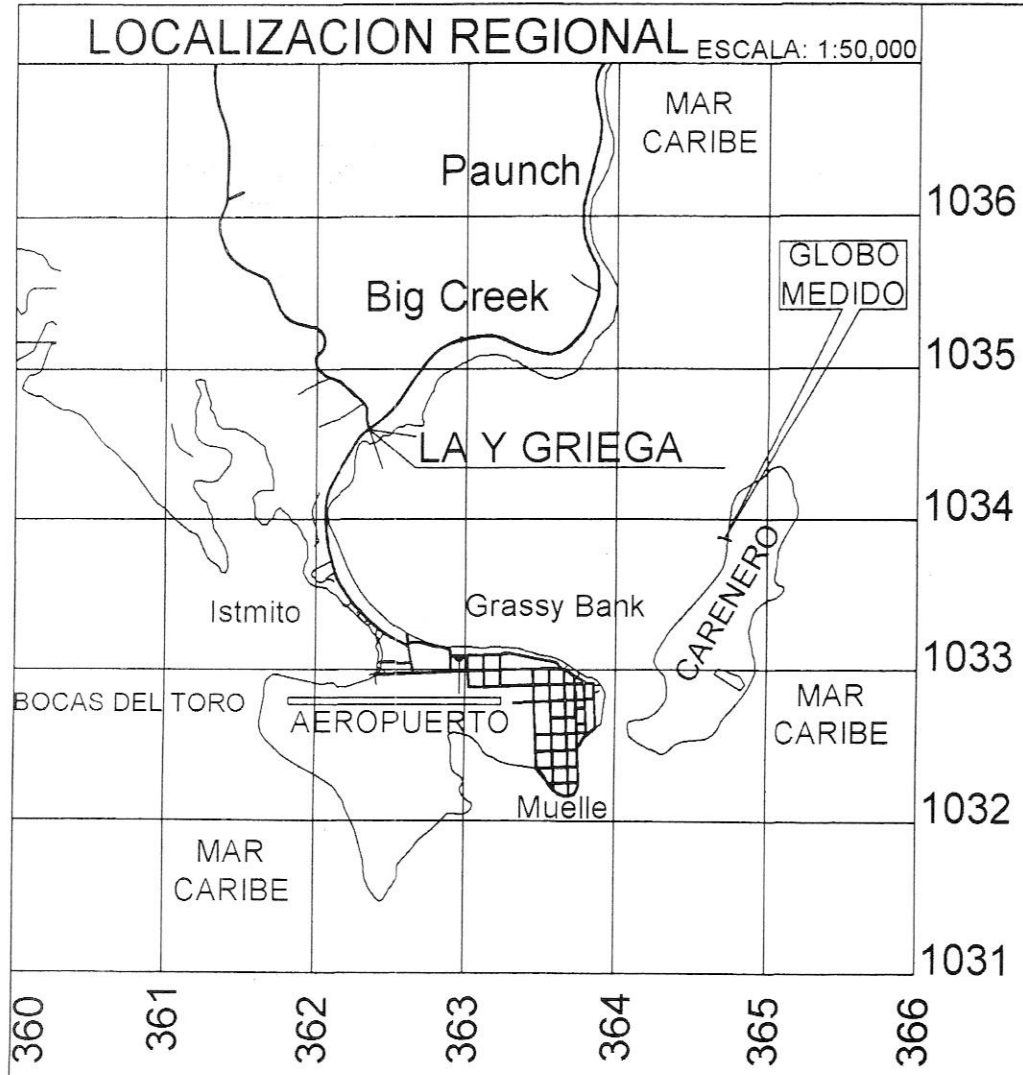 LOCALIZACION REGIONAL ESCALA: 1:50,000
MAR
CARIBE
Paunch
1036
GLOBO
MEDIDO
Big Creek
1035
LA Y GRIEGA
1034
CARENERO
Istmito
Grassy Bank
1033
BOCAS DEL TORO
AEROPUERTO
MAR
CARIBE
Muelle
1032
MAR
CARIBE
1031
360
361
362
363
364
365
366